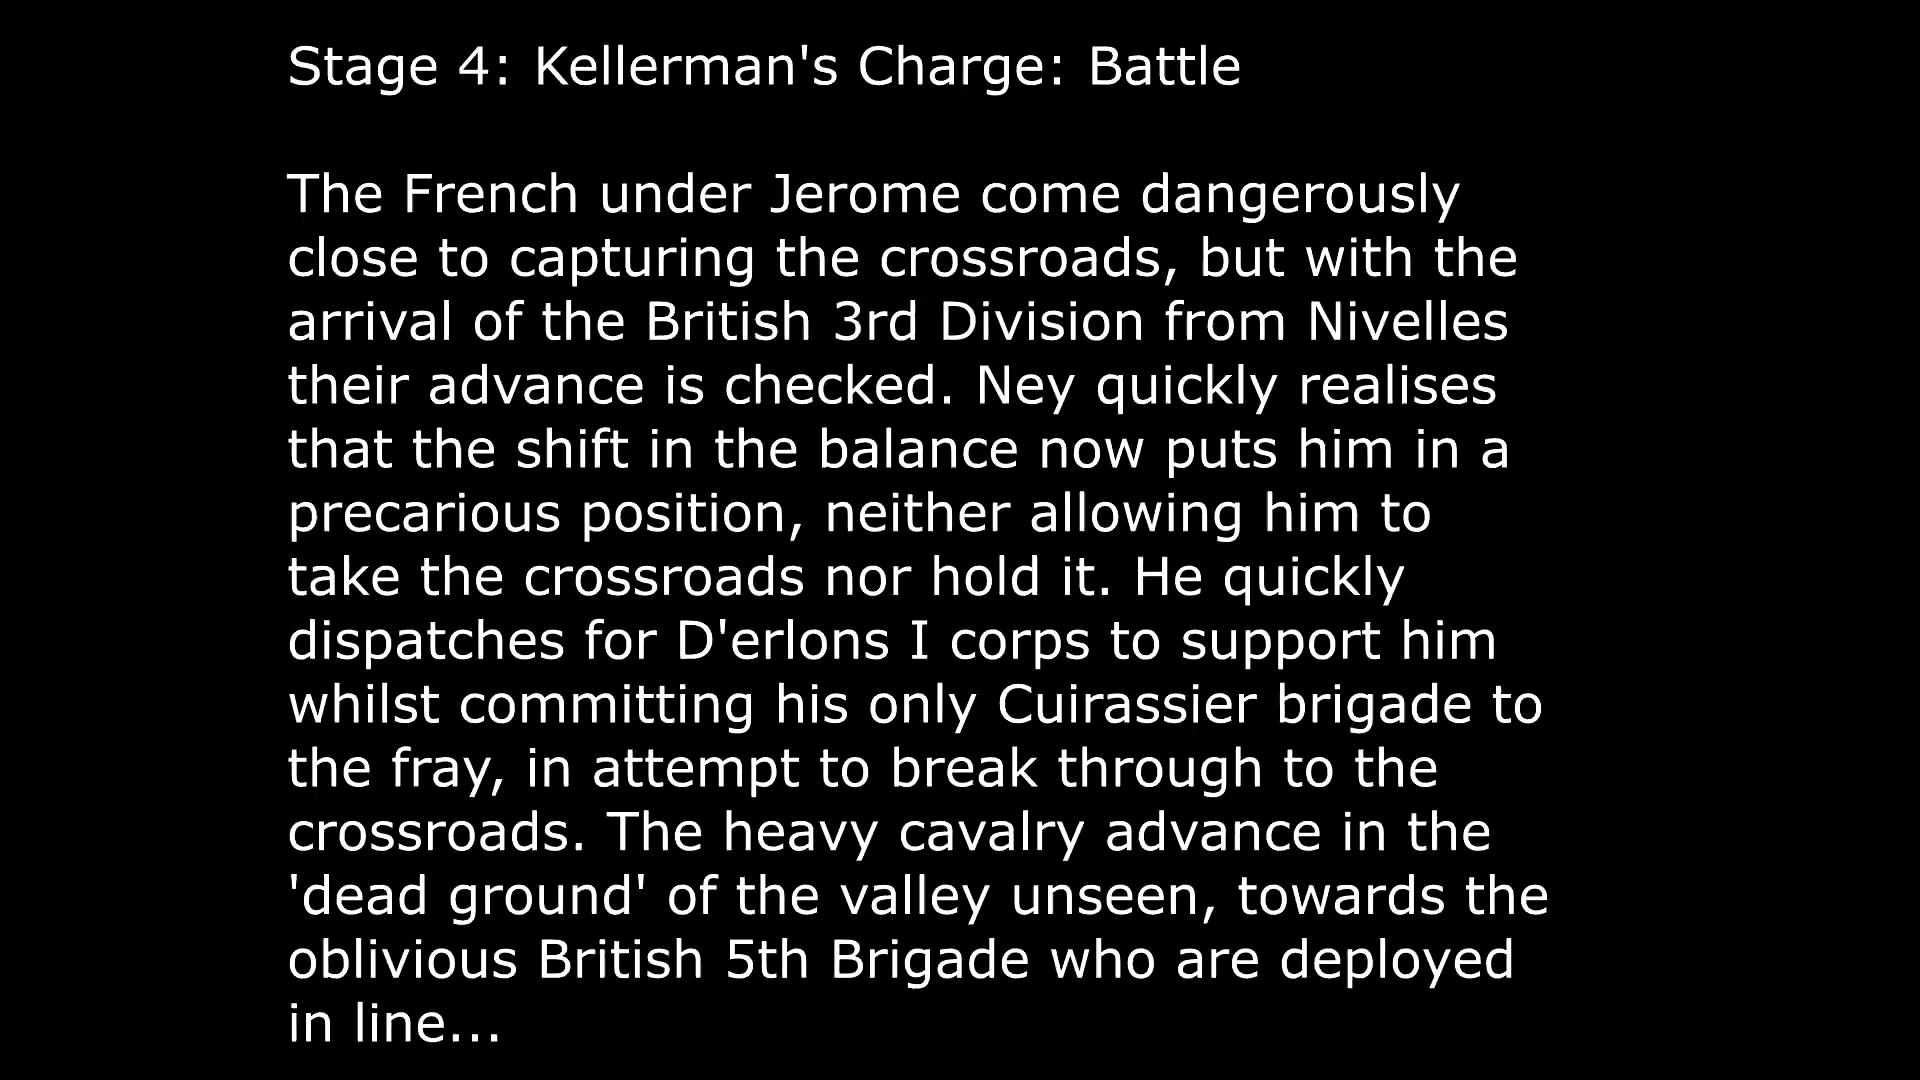 Stage 4: Kellerman's Charge: Battle
The French under Jerome come dangerously
close to capturing the crossroads, but with the
arrival of the British 3rd Division from Nivelles
their advance is checked. Ney quickly realises
that the shift in the balance now puts him in a
precarious position, neither allowing him to
take the crossroads nor hold it. He quickly
dispatches for D'erlons I corps to support him
whilst committing his only Cuirassier brigade to
the fray, in attempt to break through to the
crossroads. The heavy cavalry advance in the
'dead ground' of the valley unseen, towards the
oblivious British 5th Brigade who are deployed
in line...